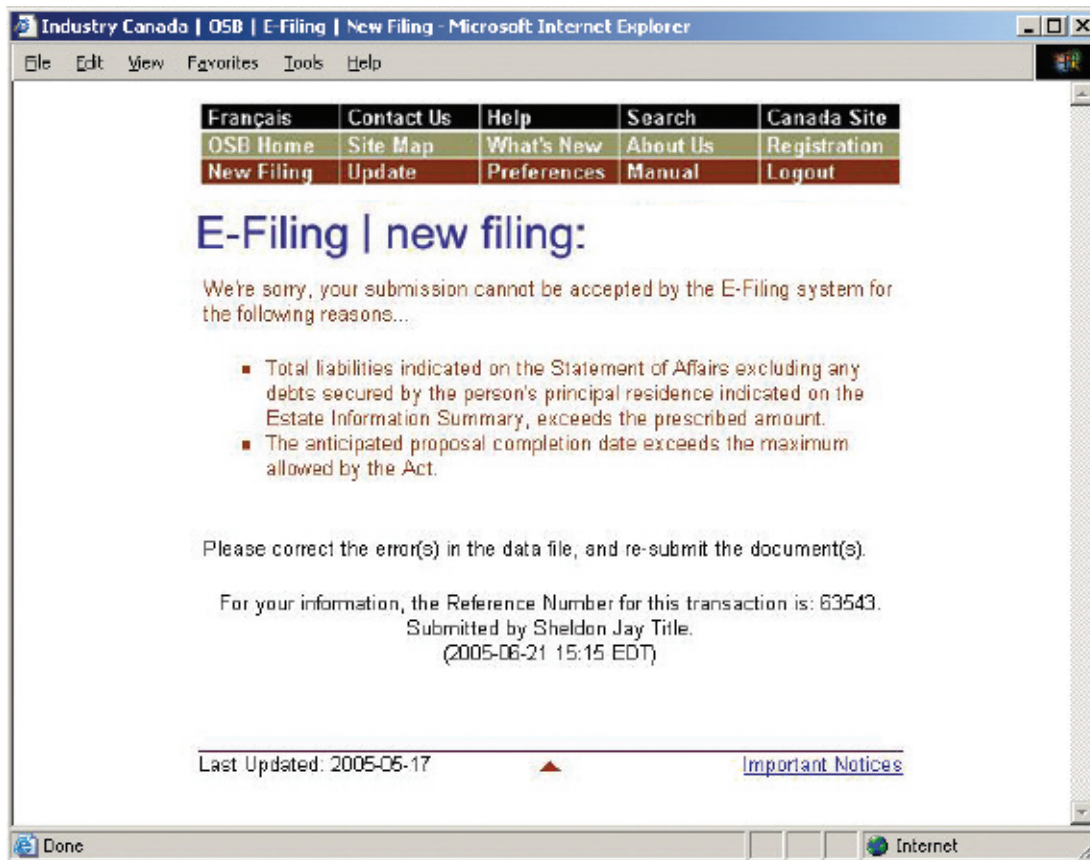 Industry Canada | OSB | E-Filing | New Filing - Microsoft Internet Explorer
File Edit View Favorites Tools Help
Français Contact Us Help Search Canada Site
OSB Home Site Map What's New About Us Registration
New Filing Update Preferences Manual Logout
E-Filing | new filing:
We're sorry, your submission cannot be accepted by the E-Filing system for
the following reasons...
Total liabilities indicated on the Statement of Affairs excluding any
debts secured by the person's principal residence indicated on the
Estate Information Summary, exceeds the prescribed amount.
The anticipated proposal completion date exceeds the maximum
allowed by the Act.
Please correct the error(s) in the data file, and re-submit the document(s).
For your information, the Reference Number for this transaction is: 63543.
Submitted by Sheldon Jay Title.
(2005-06-21 15:15 EDT)
Last Updated: 2005-05-17 Important Notices
Done Internet